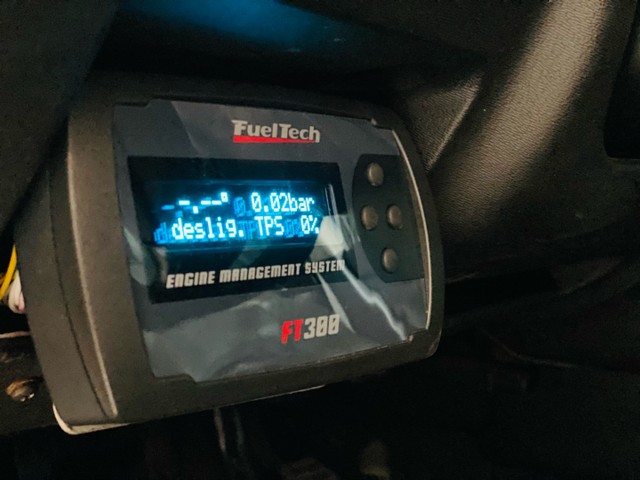 FuelTech
--.--° 0.02bar
deslig. TPS 0%
ENGINE MANAGEMENT SYSTEM
FT300